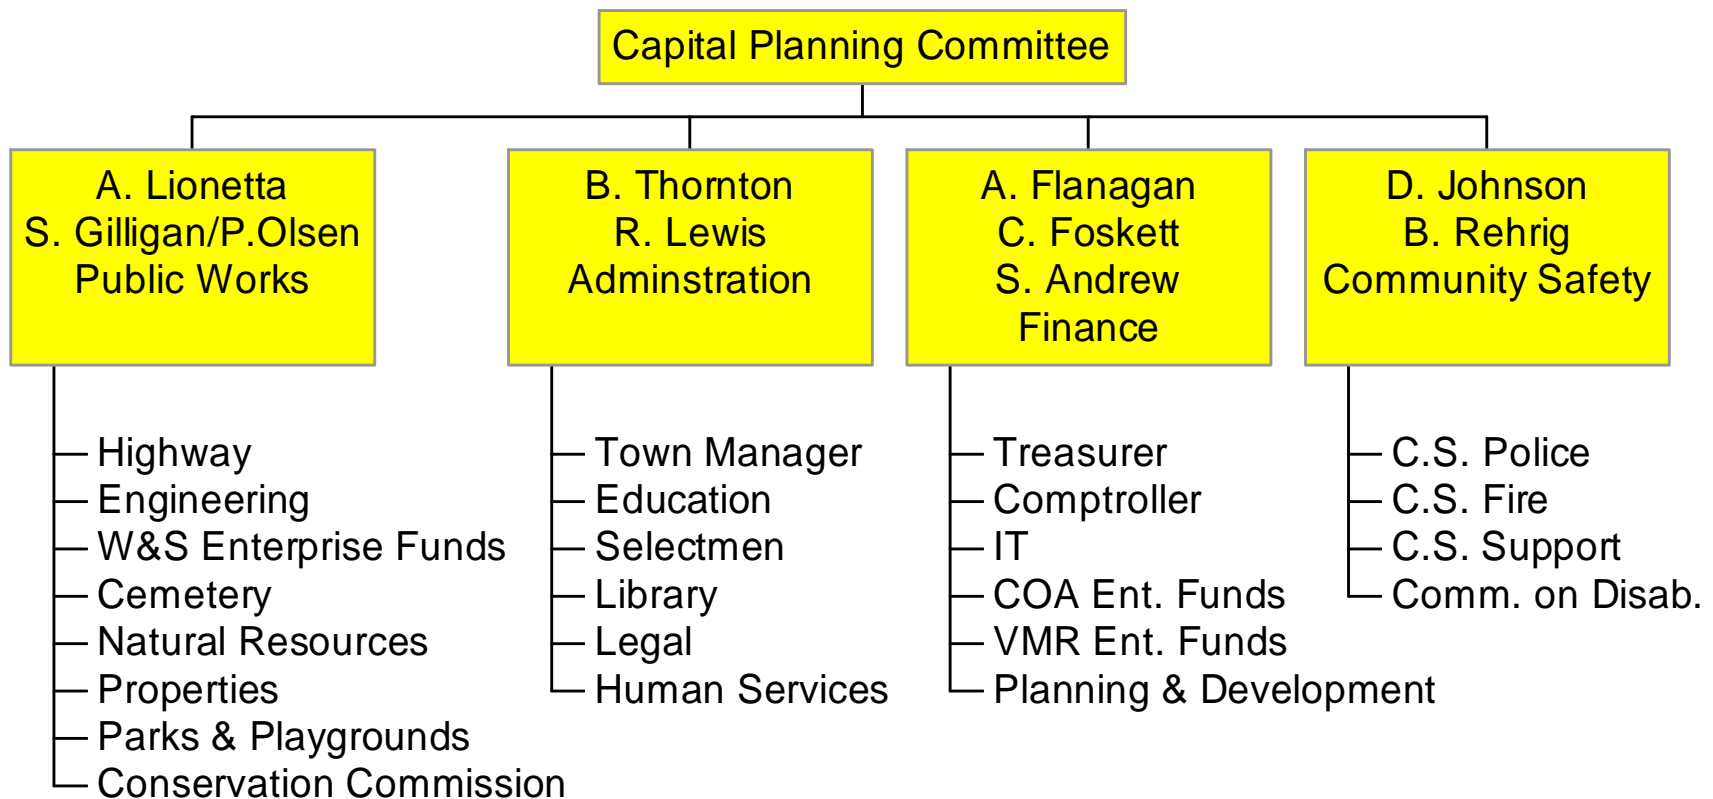 Capital Planning Committee
A. Lionetta
S. Gilligan/P.Olsen
Public Works
B. Thornton
R. Lewis
Adminstration
A. Flanagan
C. Foskett
S. Andrew
Finance
D. Johnson
B. Rehrig
Community Safety
Highway
Engineering
W&S Enterprise Funds
Cemetery
Natural Resources
Properties
Parks & Playgrounds
Conservation Commission
Town Manager
Education
Selectmen
Library
Legal
Human Services
Treasurer
Comptroller
IT
COA Ent. Funds
VMR Ent. Funds
Planning & Development
C.S. Police
C.S. Fire
C.S. Support
Comm. on Disab.